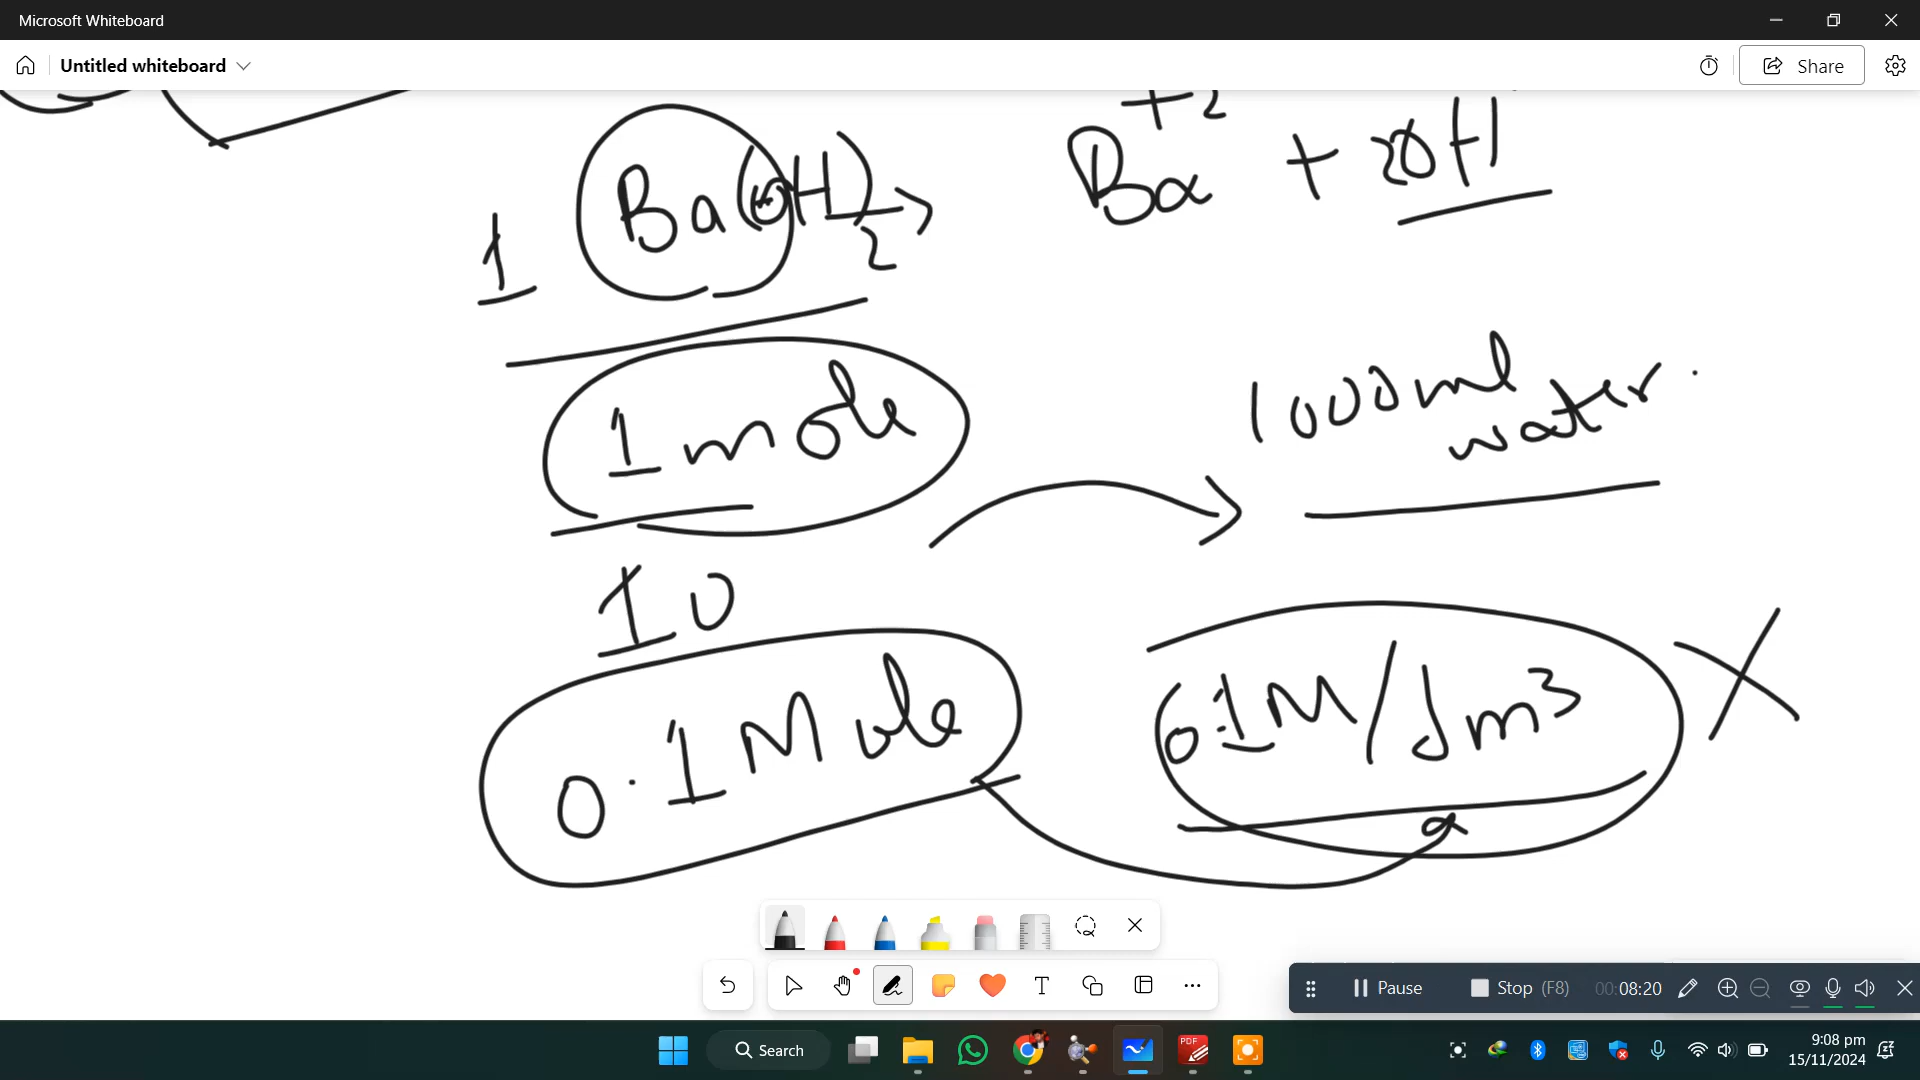 Microsoft Whiteboard
Untitled whiteboard
Share
1 Ba(OH)2 → Ba+2 + 2OH
1 mole
1000ml water.
10
0.1 Mole
0.1M/dm3 X
T
Pause
Stop (F8)
00:08:20
Search
PDF
9:08 pm
15/11/2024